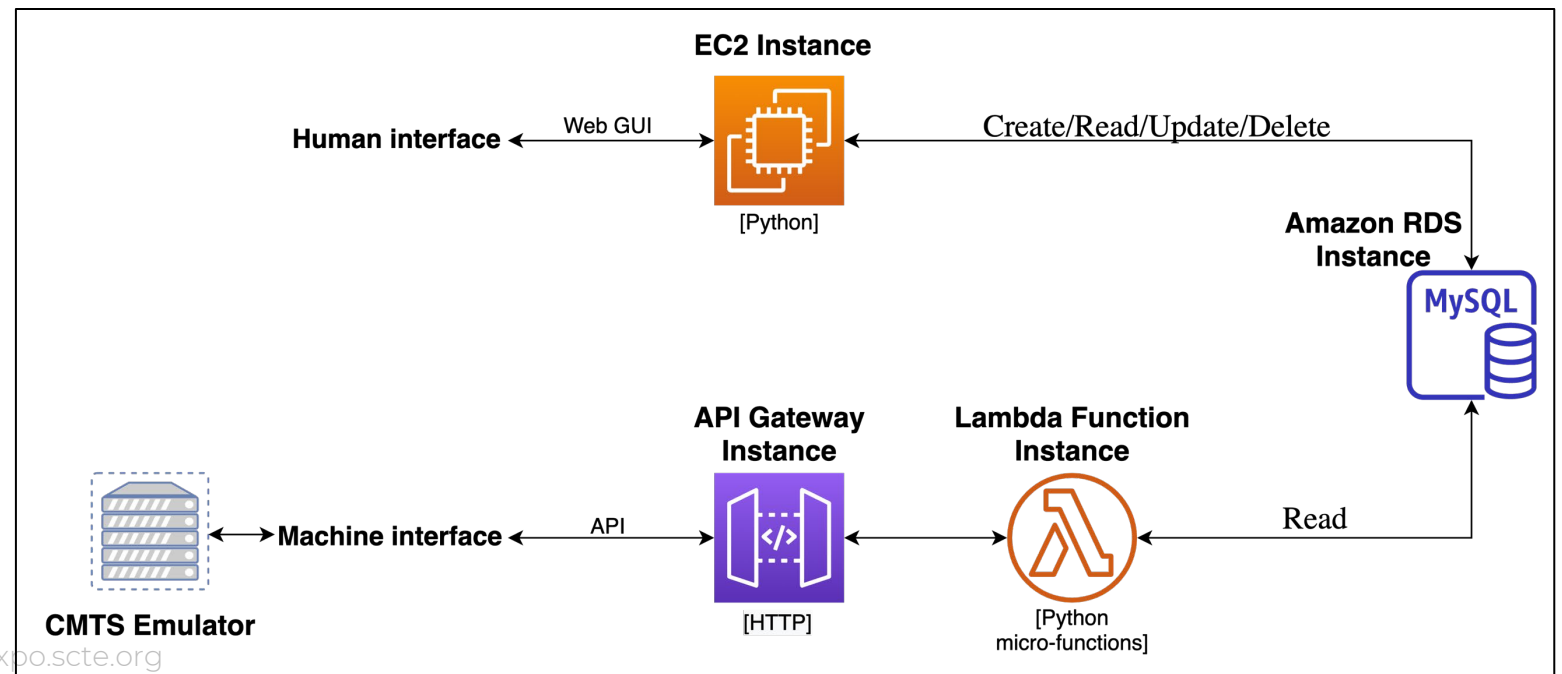 EC2 Instance
Human interface
Web GUI
Create/Read/Update/Delete
[Python]
Amazon RDS
Instance
MySQL
API Gateway
Instance
Lambda Function
Instance
</>
Machine interface
API
Read
[HTTP]
[Python
micro-functions]
CMTS Emulator
xpo.scte.org